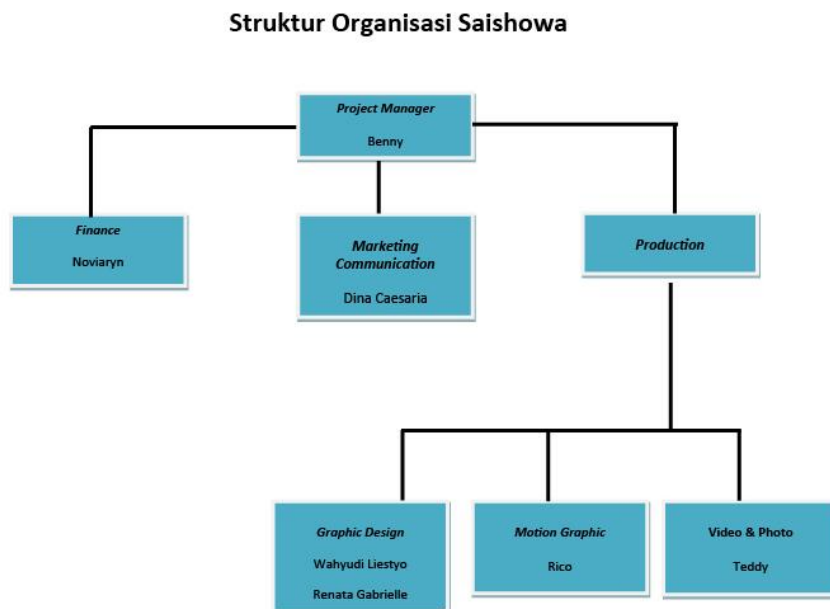 Struktur Organisasi Saishowa
Project Manager
Benny
Finance
Noviaryn
Marketing
Communication
Dina Caesaria
Production
Graphic Design
Wahyudi Liestyo
Renata Gabrielle
Motion Graphic
Rico
Video & Photo
Teddy